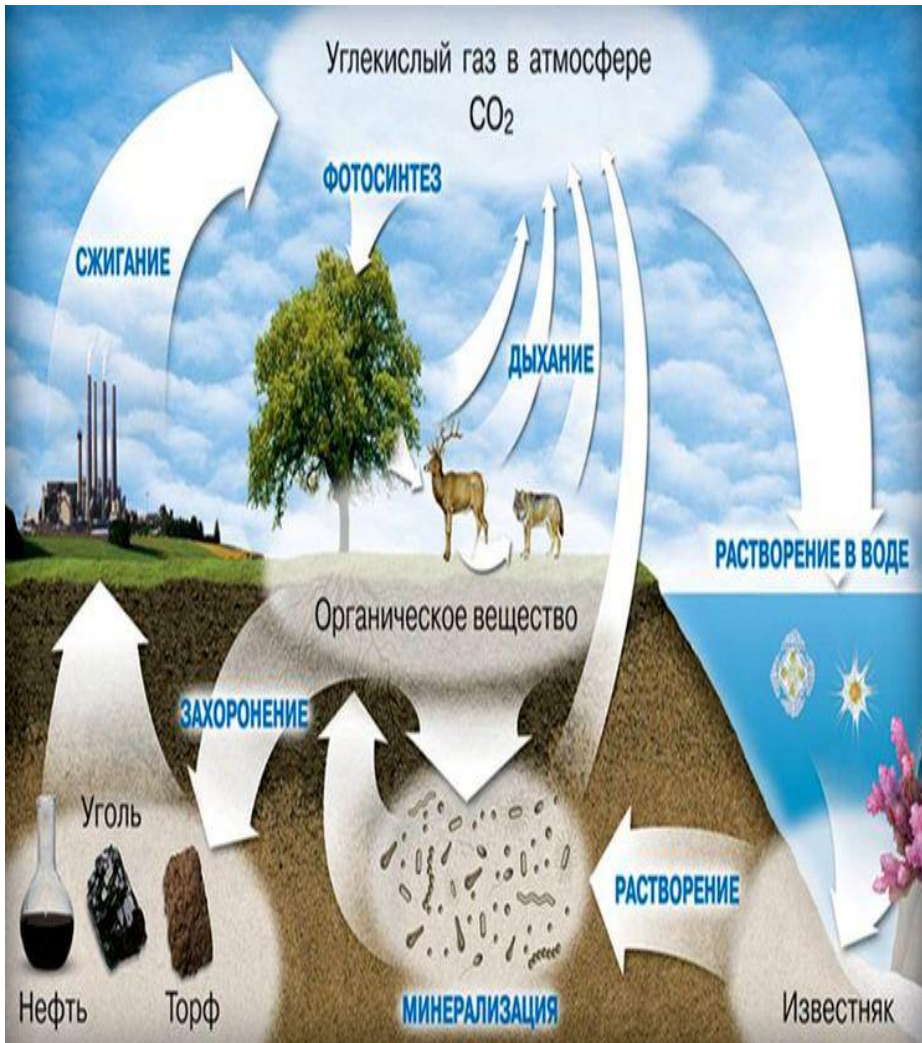 Углекислый газ в атмосфере
CO₂
ФОТОСИНТЕЗ
СЖИГАНИЕ
ДЫХАНИЕ
РАСТВОРЕНИЕ В ВОДЕ
Органическое вещество
ЗАХОРОНЕНИЕ
Уголь
РАСТВОРЕНИЕ
Нефть
Торф
МИНЕРАЛИЗАЦИЯ
Известняк